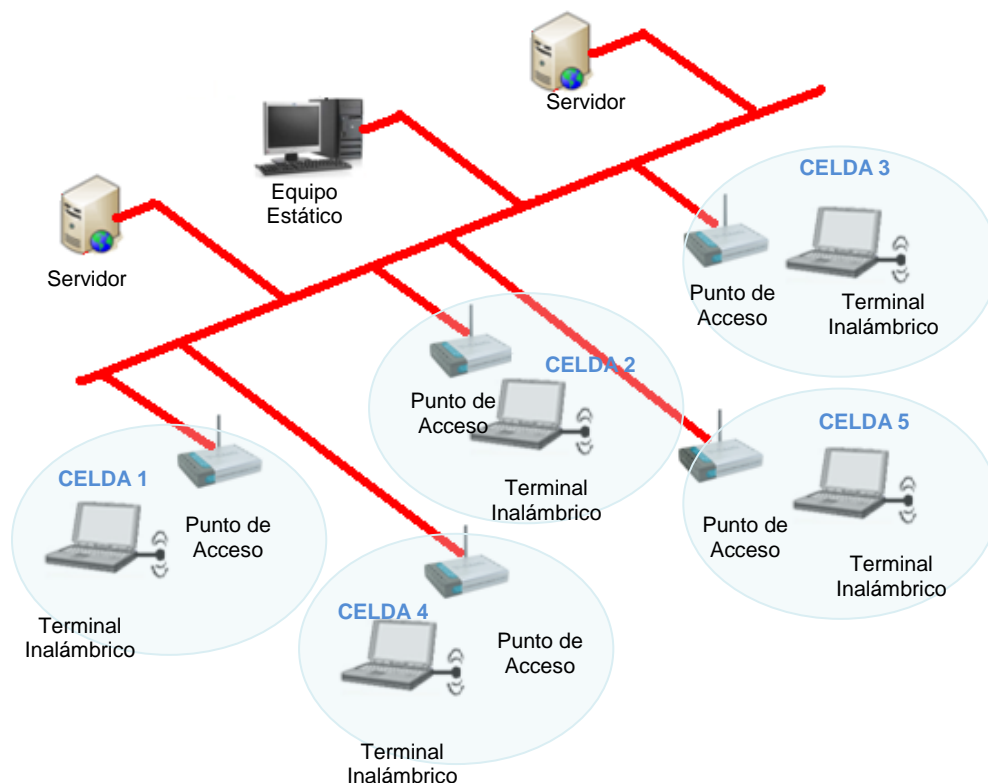 Servidor
Equipo
Estático
Servidor
CELDA 3
Punto de
Acceso
Terminal
Inalámbrico
CELDA 2
Punto de
Acceso
Terminal
Inalámbrico
CELDA 5
Punto de
Acceso
Terminal
Inalámbrico
CELDA 1
Punto de
Acceso
Terminal
Inalámbrico
CELDA 4
Punto de
Acceso
Terminal
Inalámbrico